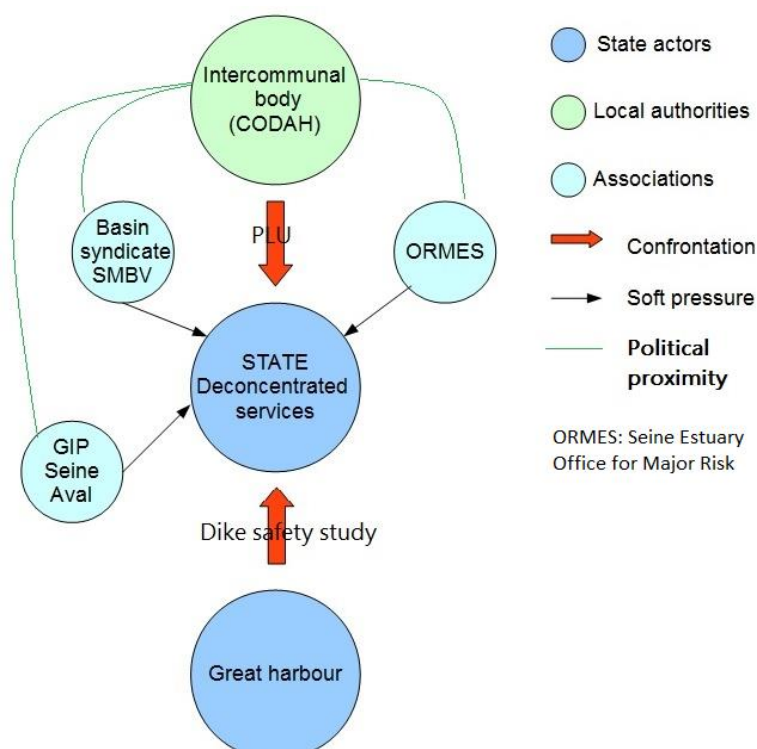 Intercommunal
body
(CODAH)
PLU
Basin
syndicate
SMBV
ORMES
STATE
Deconcentrated
services
GIP
Seine
Aval
Dike safety study
Great harbour
State actors
Local authorities
Associations
Confrontation
Soft pressure
Political
proximity
ORMES: Seine Estuary
Office for Major Risk